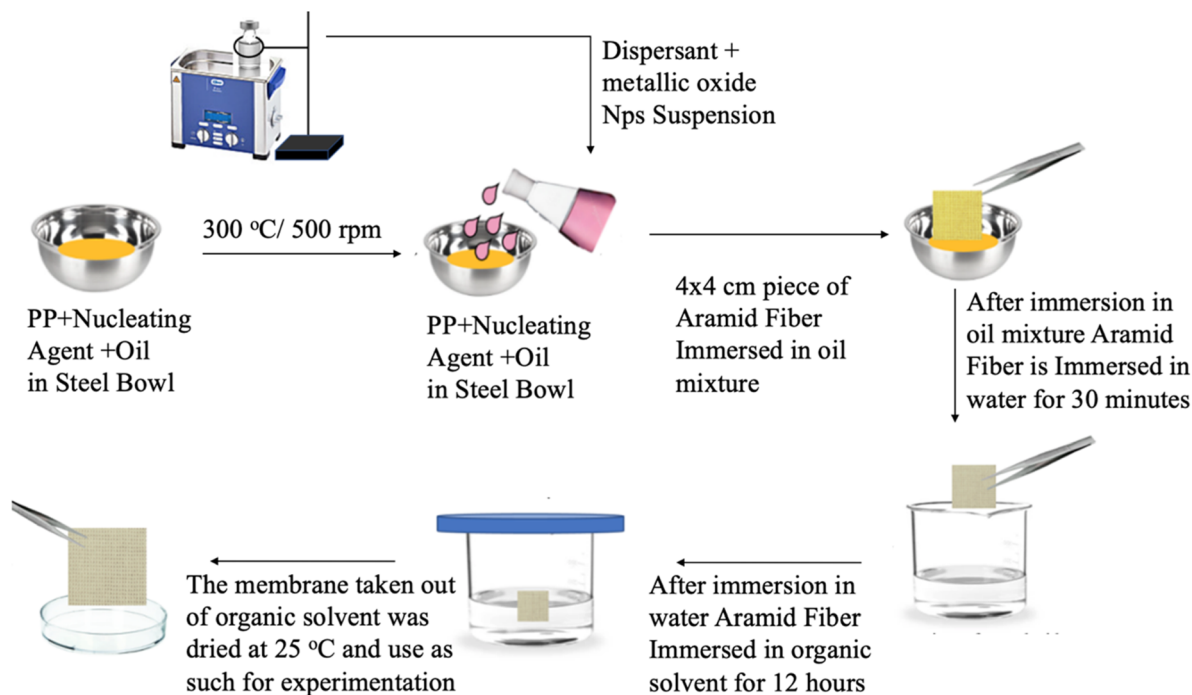 Dispersant +
metallic oxide
Nps Suspension
300 °C/ 500 rpm
PP+Nucleating
Agent +Oil
in Steel Bowl
PP+Nucleating
Agent +Oil
in Steel Bowl
4x4 cm piece of
Aramid Fiber
Immersed in oil
mixture
After immersion in
oil mixture Aramid
Fiber is Immersed in
water for 30 minutes
The membrane taken out
of organic solvent was
dried at 25 °C and use as
such for experimentation
After immersion in
water Aramid Fiber
Immersed in organic
solvent for 12 hours